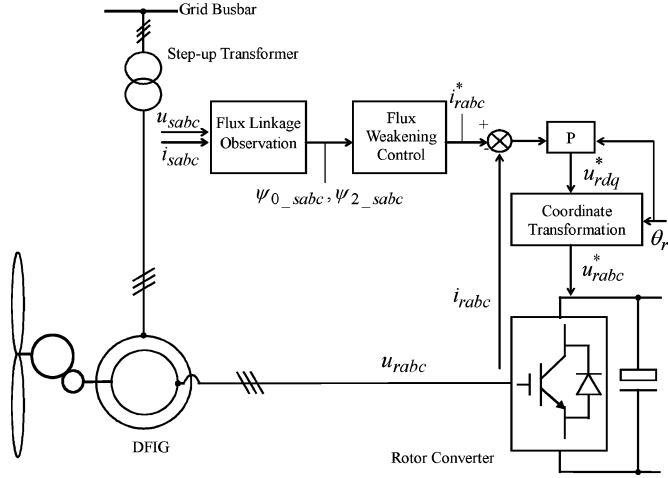 Grid Busbar
Step-up Transformer
u_sabc
i_sabc
Flux Linkage
Observation
Flux
Weakening
Control
i*_rabc
+
-
P
ψ_0_sabc, ψ_2_sabc
u*_rdq
Coordinate
Transformation
θ_r
u*_rabc
i_rabc
u_rabc
DFIG
Rotor Converter